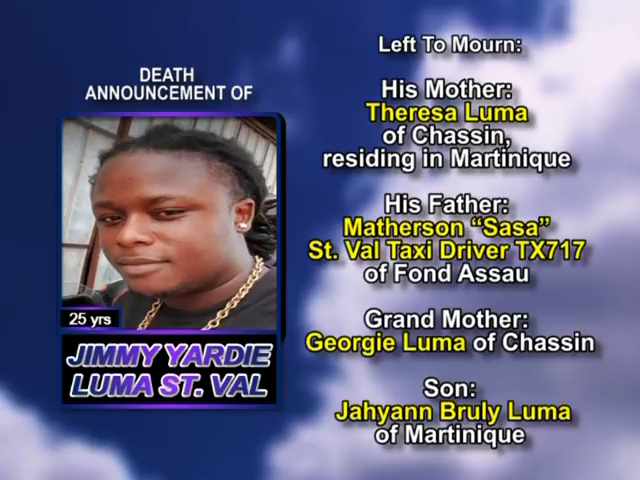 DEATH
ANNOUNCEMENT OF
25 yrs
JIMMY YARDIE
LUMA ST. VAL
Left To Mourn:
His Mother:
Theresa Luma
of Chassin,
residing in Martinique
His Father:
Matherson “Sasa”
St. Val Taxi Driver TX717
of Fond Assau
Grand Mother:
Georgie Luma of Chassin
Son:
Jahyann Bruly Luma
of Martinique